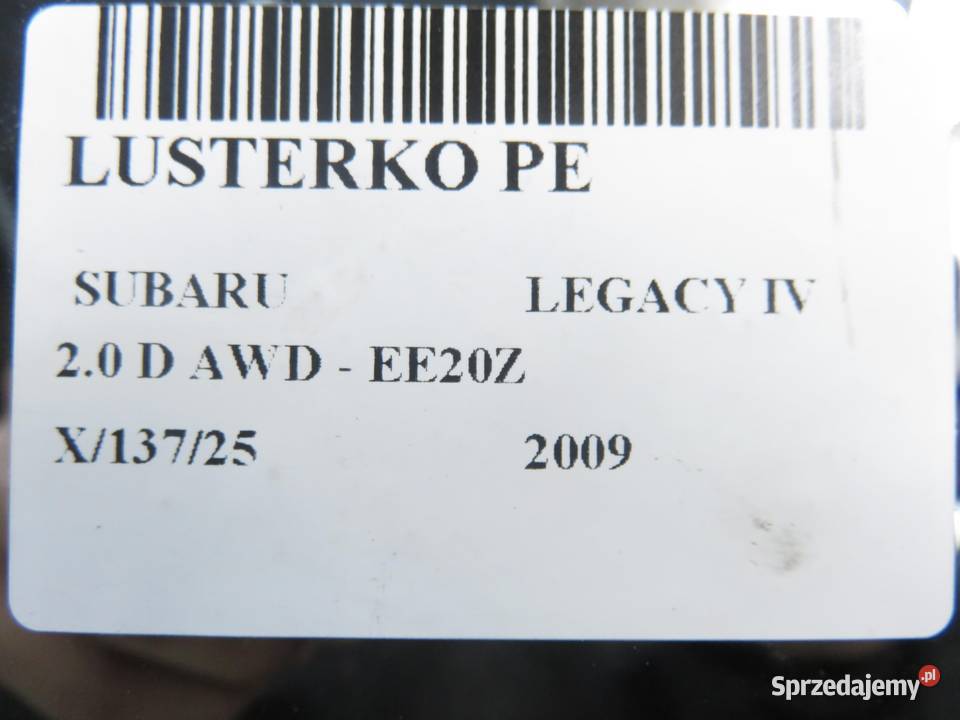 LUSTERKO PE
SUBARU LEGACY IV
2.0 D AWD - EE20Z
X/137/25 2009
Sprzedajemy.pl